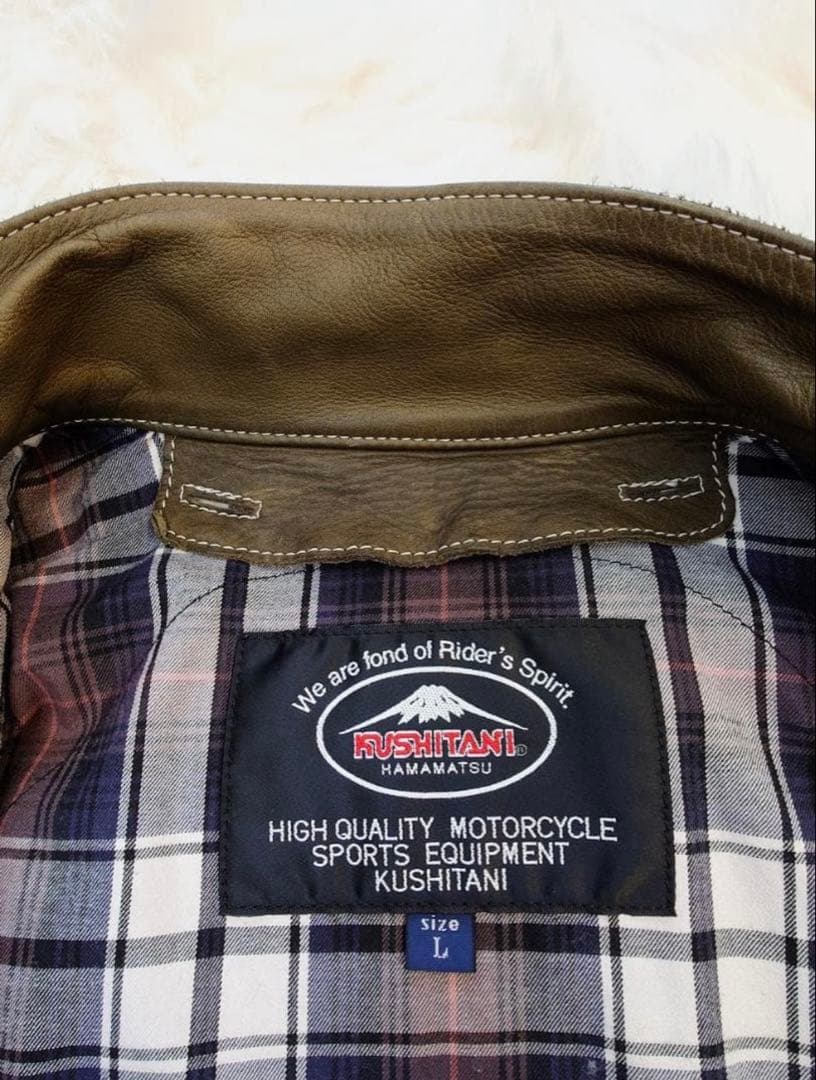 We are fond of Rider's Spirit.
KUSHITANI®
HAMAMATSU
HIGH QUALITY MOTORCYCLE
SPORTS EQUIPMENT
KUSHITANI
size
L